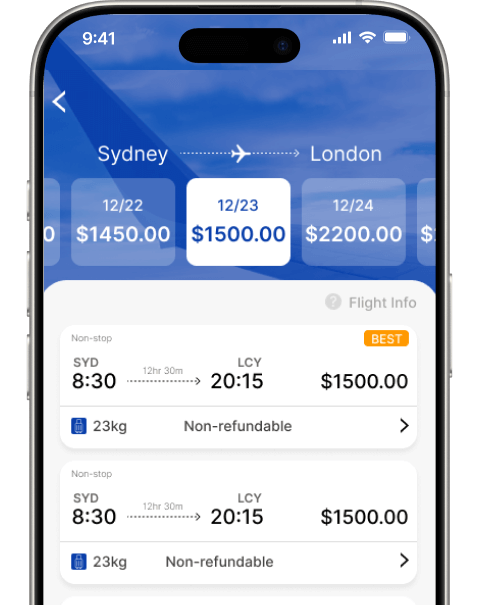 9:41
Sydney London
12/22 12/23 12/24
0 $1450.00 $1500.00 $2200.00 $
? Flight Info
Non-stop BEST
SYD LCY
8:30 12hr 30m 20:15 $1500.00
23kg Non-refundable
Non-stop
SYD LCY
8:30 12hr 30m 20:15 $1500.00
23kg Non-refundable